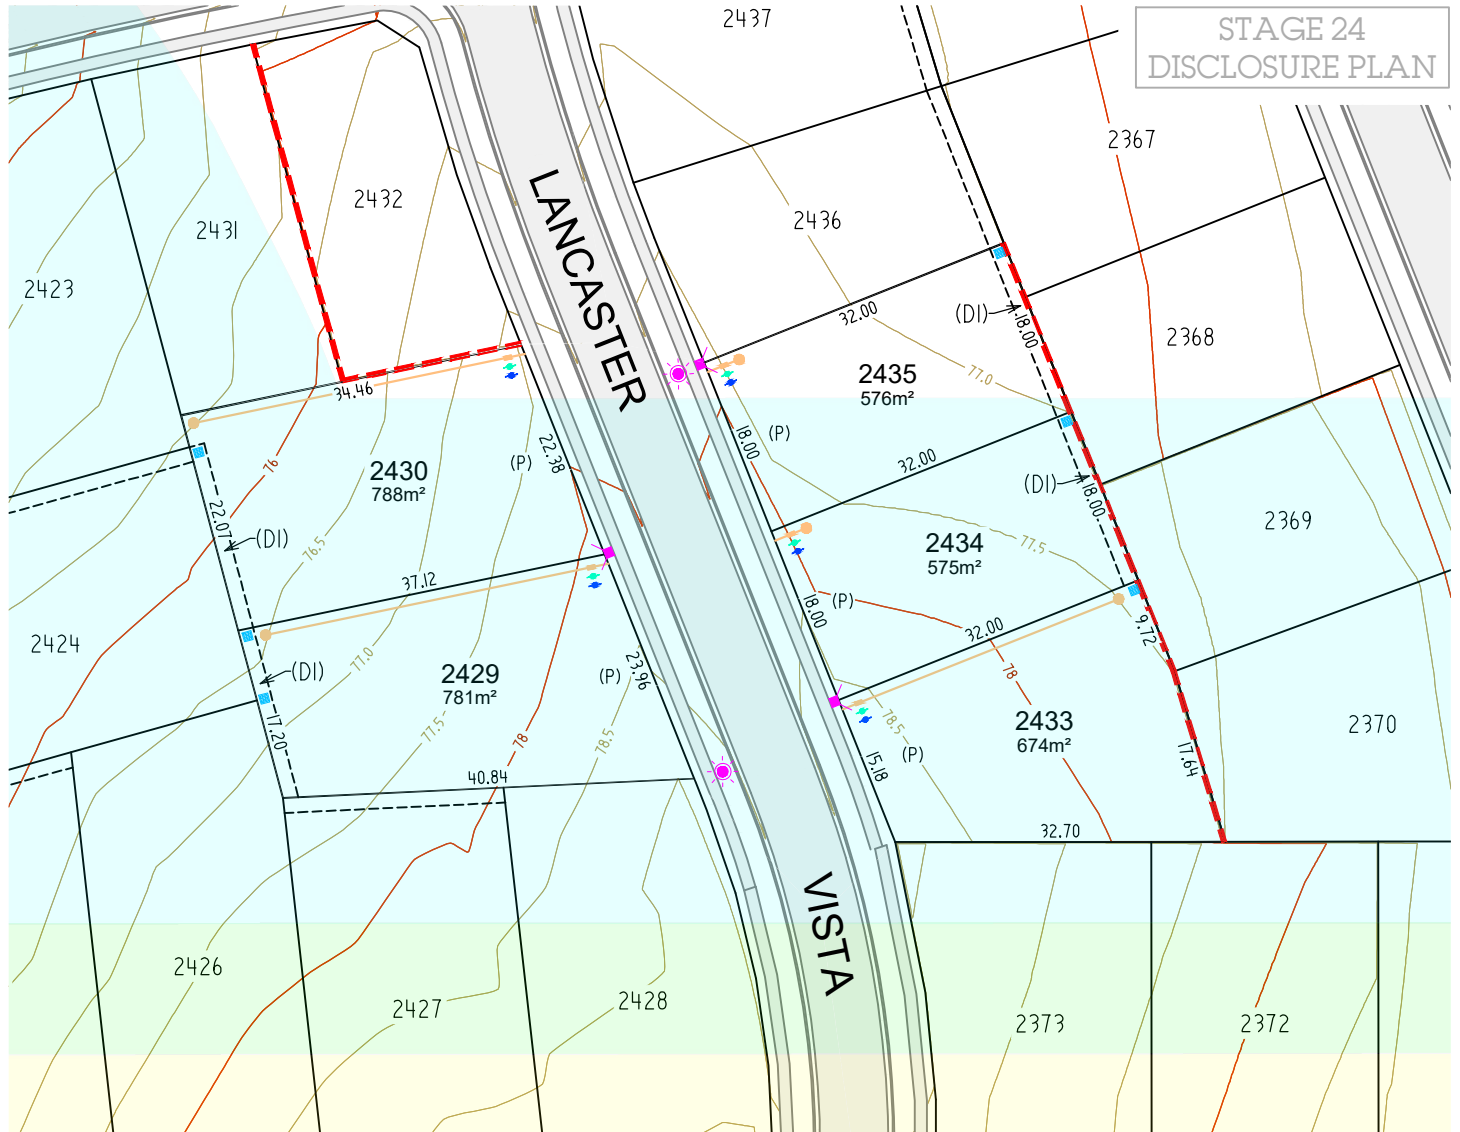 STAGE 24
DISCLOSURE PLAN
2437
2367
2432
2436
2431
2423
LANCASTER
(DI)
18.00
32.00
2368
2435
576m²
77.0
34.46
18.00
(P)
22.38
(P)
2430
788m²
76
32.00
(DI)
18.00
22.07
(DI)
76.5
2434
575m²
77.5
2369
37.12
18.00
(P)
32.00
9.72
2424
77.0
(DI)
2429
781m²
(P)
23.96
78
17.20
77.5
78
78.5
78.5
(P)
15.18
2433
674m²
17.64
2370
40.84
32.70
VISTA
2426
2427
2428
2373
2372